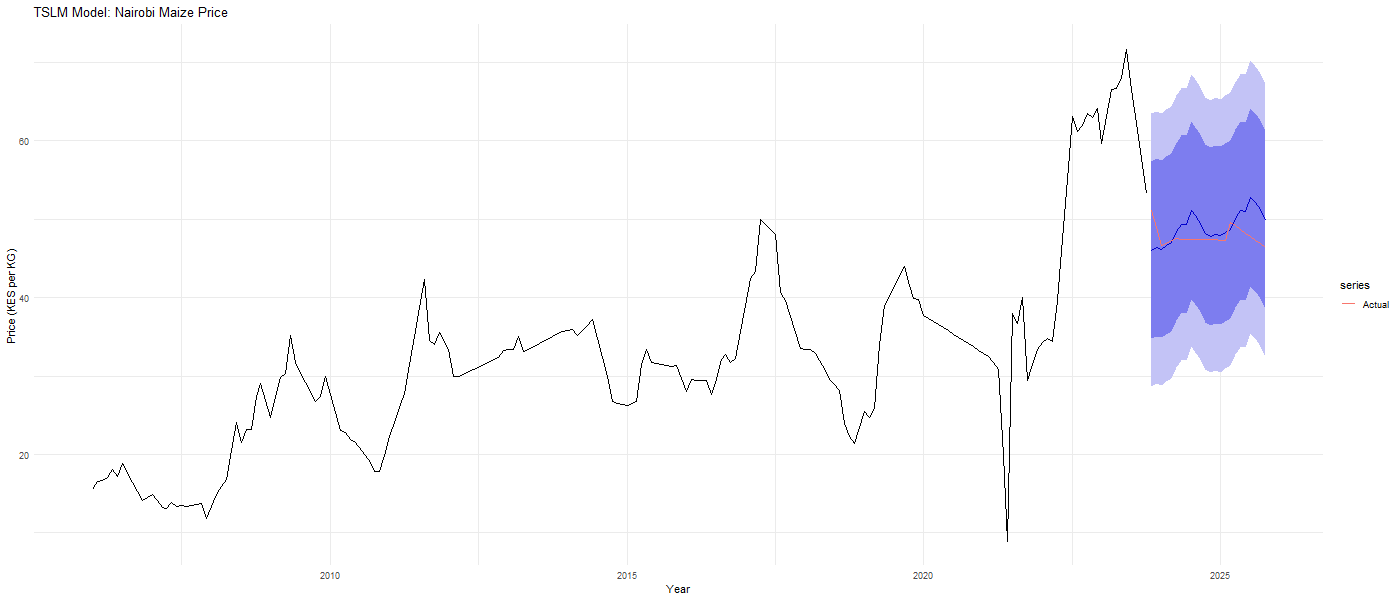 TSLM Model: Nairobi Maize Price
Price (KES per KG)
60
40
20
2010
2015
2020
2025
Year
series
Actual